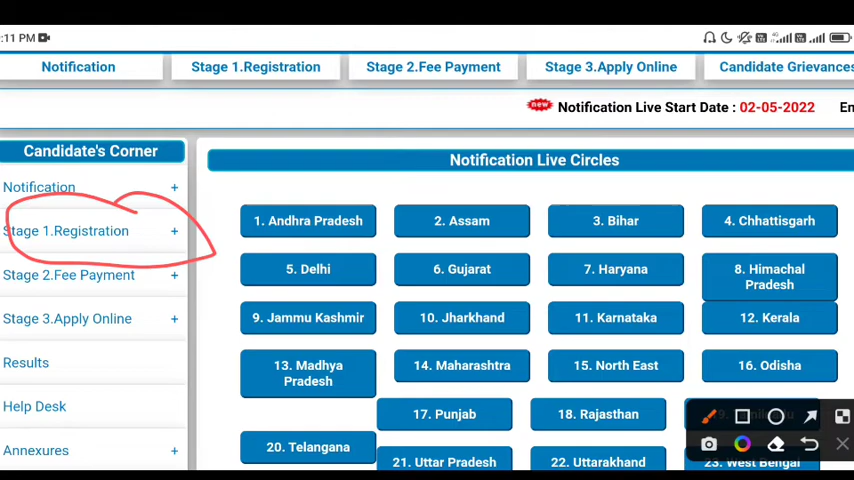 :11 PM
Notification
Stage 1.Registration
Stage 2.Fee Payment
Stage 3.Apply Online
Candidate Grievances
new Notification Live Start Date : 02-05-2022 En
Candidate's Corner
Notification +
Stage 1.Registration +
Stage 2.Fee Payment +
Stage 3.Apply Online +
Results
Help Desk
Annexures +
Notification Live Circles
1. Andhra Pradesh
2. Assam
3. Bihar
4. Chhattisgarh
5. Delhi
6. Gujarat
7. Haryana
8. Himachal
Pradesh
9. Jammu Kashmir
10. Jharkhand
11. Karnataka
12. Kerala
13. Madhya
Pradesh
14. Maharashtra
15. North East
16. Odisha
17. Punjab
18. Rajasthan
20. Telangana
21. Uttar Pradesh
22. Uttarakhand
23. West Bengal